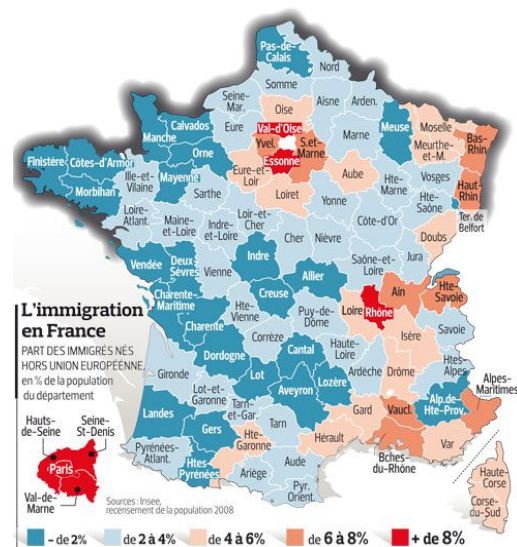 Pas-de-
Calais
Nord
Somme
Seine-
Mar.
Oise
Aisne
Arden.
Manche
Calvados
Eure
Val-d'Oise
Yvel.
S.et-
Marne
Essonne
Marne
Meuse
Moselle
Meurthe-
et-M.
Bas-
Rhin
Finistère
Côtes-d'Armor
Morbihan
Ille-et-
Vilaine
Mayenne
Orne
Sarthe
Eure-et-
Loir
Loiret
Aube
Hte-
Marne
Vosges
Haut-
Rhin
Loire-
Atlant.
Maine-
et-Loire
Indre-
et-Loire
Loir-et-
Cher
Cher
Nièvre
Yonne
Côte-d'Or
Hte-
Saône
Ter. de
Belfort
Doubs
Jura
Vendée
Deux-
Sèvres
Vienne
Indre
Allier
Saône-et
Loire
Charente-
Maritime
Charente
Hte-
Vienne
Creuse
Puy-de-
Dôme
Loire
Rhône
Ain
Hte-
Savoie
Savoie
Isère
Dordogne
Corrèze
Cantal
Haute-
Loire
Ardèche
Drôme
Htes-
Alpes
Gironde
Lot-et-
Garonne
Lot
Aveyron
Lozère
Gard
Vaucl.
Alp.de-
Hte-Prov.
Alpes-
Maritimes
Landes
Gers
Tarn-
et-Gar.
Tarn
Hérault
Bches-
du-Rhône
Var
Pyrénées-
Atlant.
Htes-
Pyrénées
Hte-
Garonne
Ariège
Aude
Pyr.
Orient.
Haute-
Corse
Corse-
du-Sud
L'immigration
en France
PART DES IMMIGRÉS NÉS
HORS UNION EUROPÉENNE
en % de la population
du département
Hauts-
de-Seine
Seine-
St-Denis
Paris
Val-de-
Marne
Sources : Insee,
recensement de la population 2008
- de 2%
de 2 à 4%
de 4 à 6%
de 6 à 8%
+ de 8%